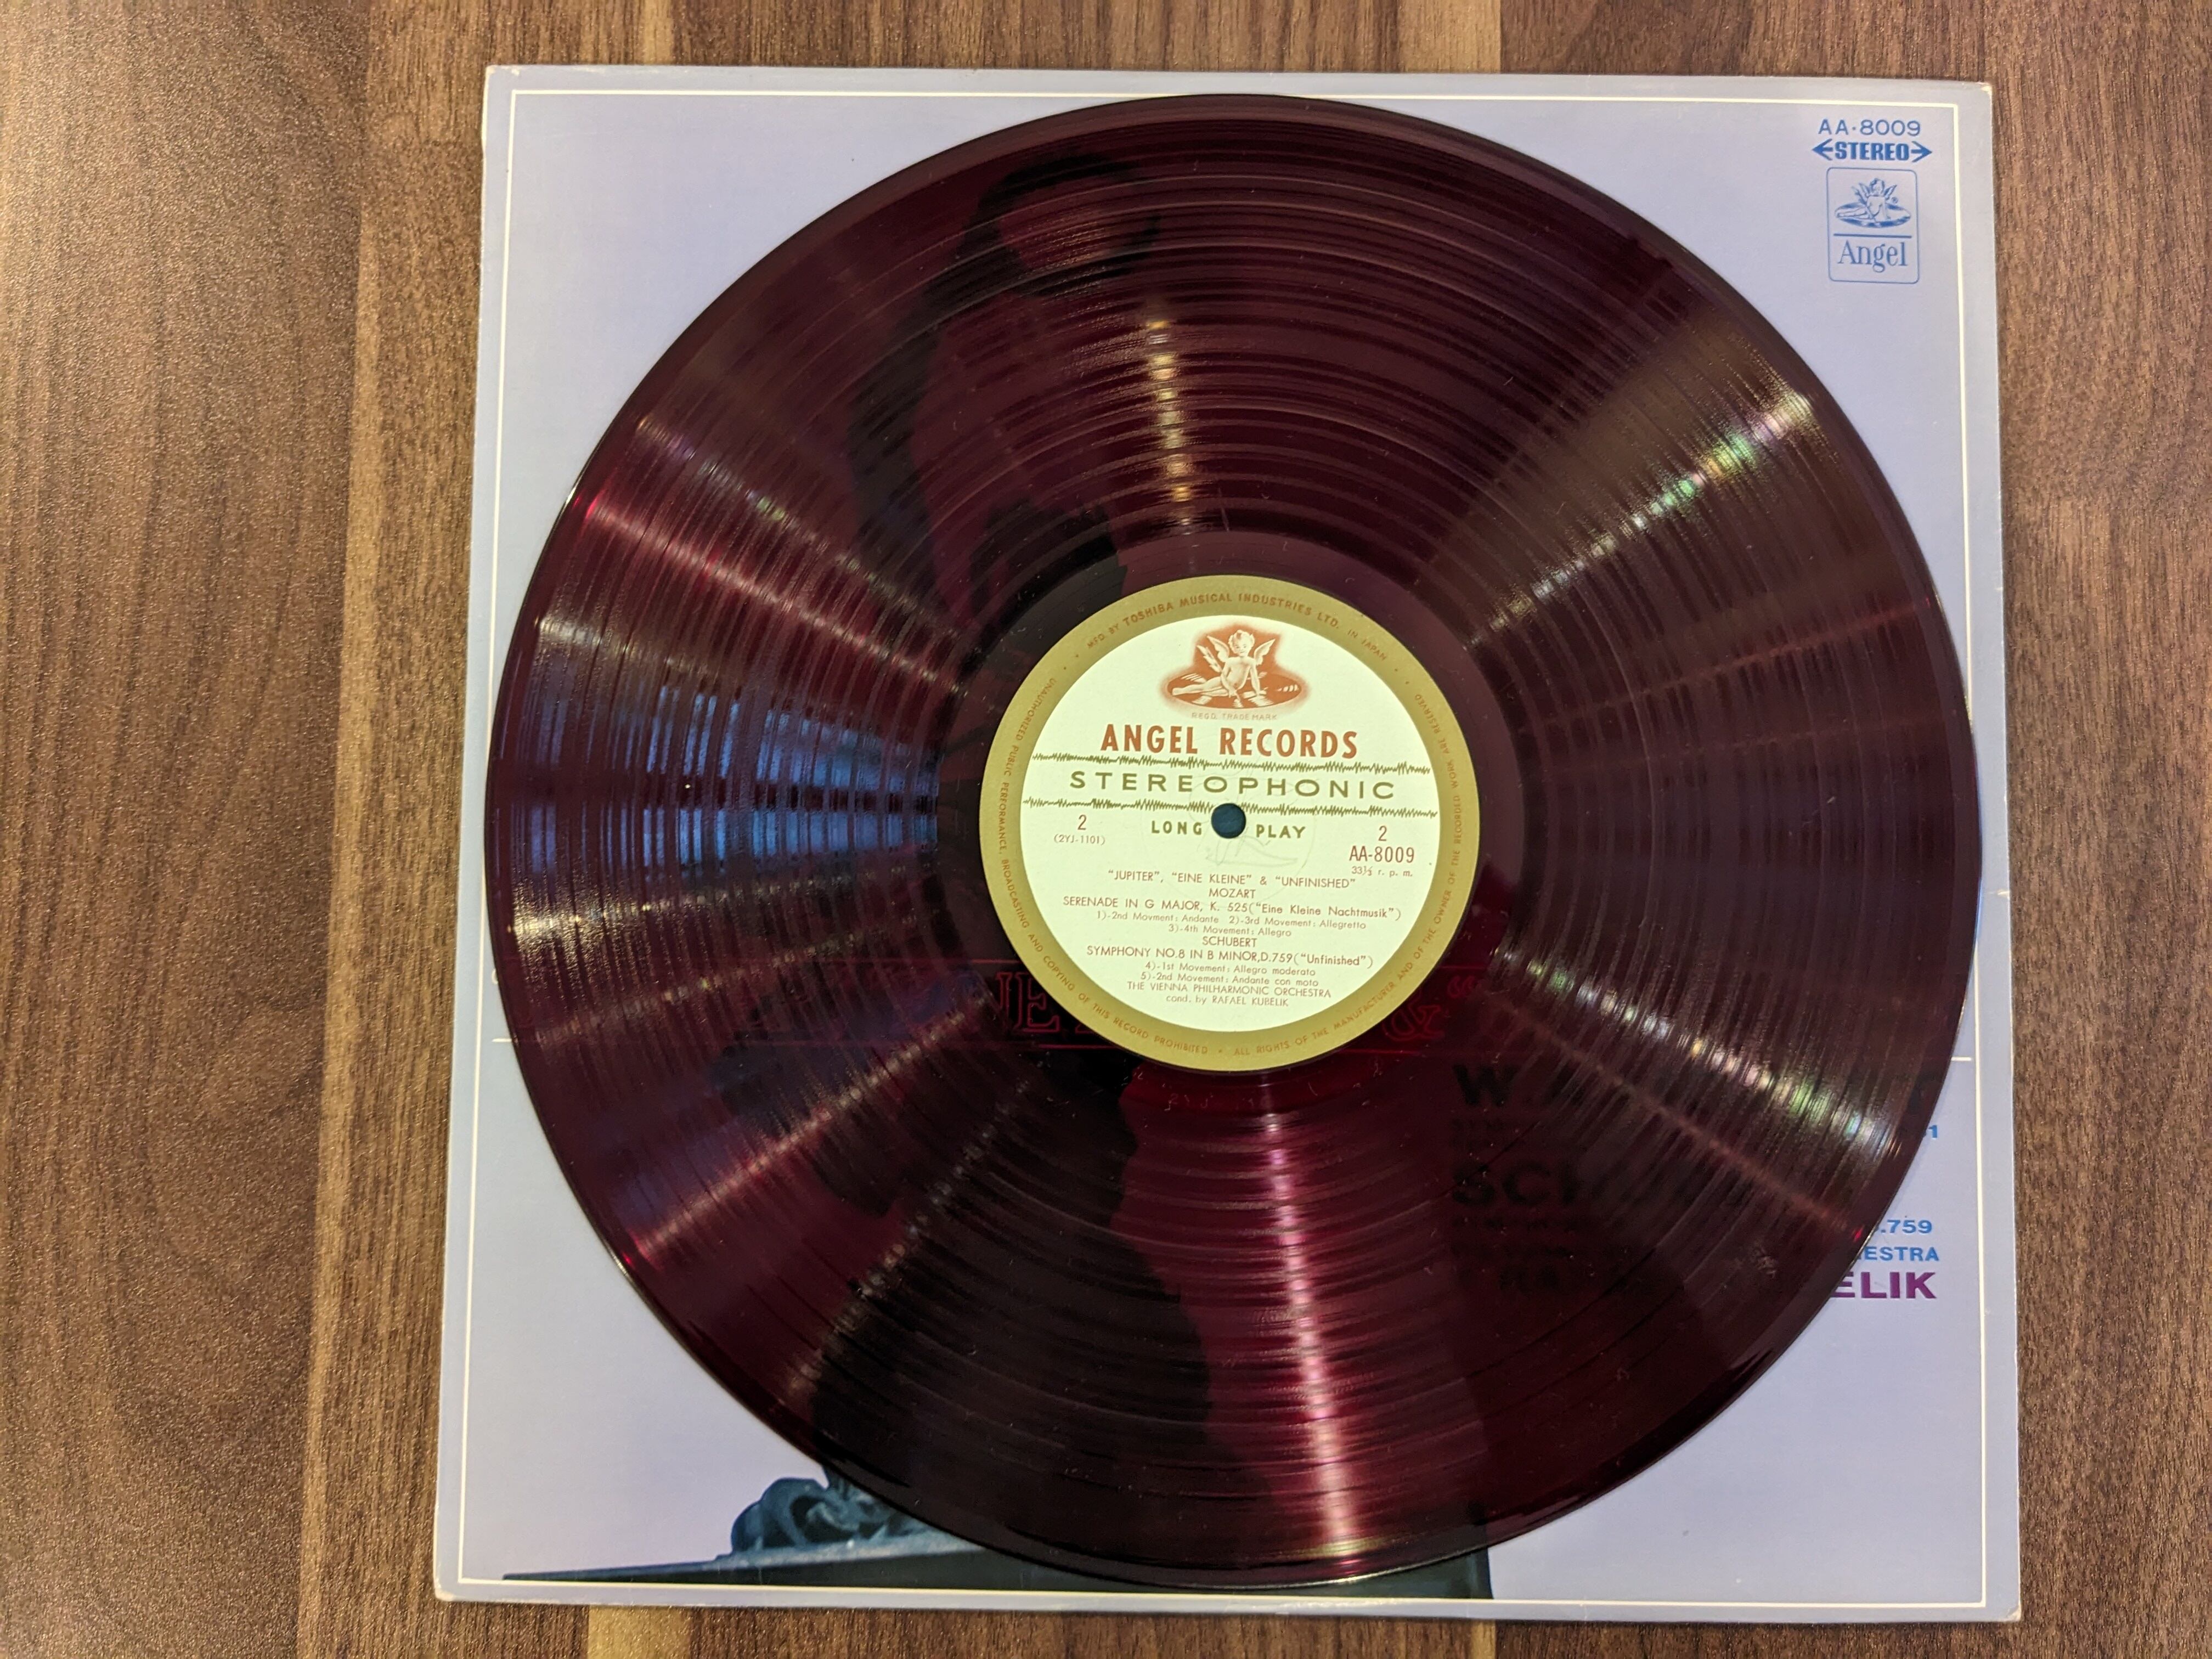 AA·8009
STEREO
Angel
MFD. BY TOSHIBA MUSICAL INDUSTRIES LTD. IN JAPAN
REGD. TRADE MARK
ANGEL RECORDS
STEREOPHONIC
LONG PLAY
2
(2YJ-1101)
2
AA-8009
33⅓ r. p. m.
"JUPITER", "EINE KLEINE" & "UNFINISHED"
MOZART
SERENADE IN G MAJOR, K. 525("Eine Kleine Nachtmusik")
1)-2nd Movment: Andante 2)-3rd Movement: Allegretto
3)-4th Movement: Allegro
SCHUBERT
SYMPHONY NO.8 IN B MINOR,D.759("Unfinished")
4)-1st Movement: Allegro moderato
5)-2nd Movement: Andante con moto
THE VIENNA PHILHARMONIC ORCHESTRA
cond. by RAFAEL KUBELIK
ALL RIGHTS OF THE MANUFACTURER AND OF THE OWNER OF THE RECORDED WORK ARE RESERVED
UNAUTHORIZED PUBLIC PERFORMANCE, BROADCASTING AND COPYING OF THIS RECORD PROHIBITED
NE
&"
W.
SC
.759
ESTRA
ELIK